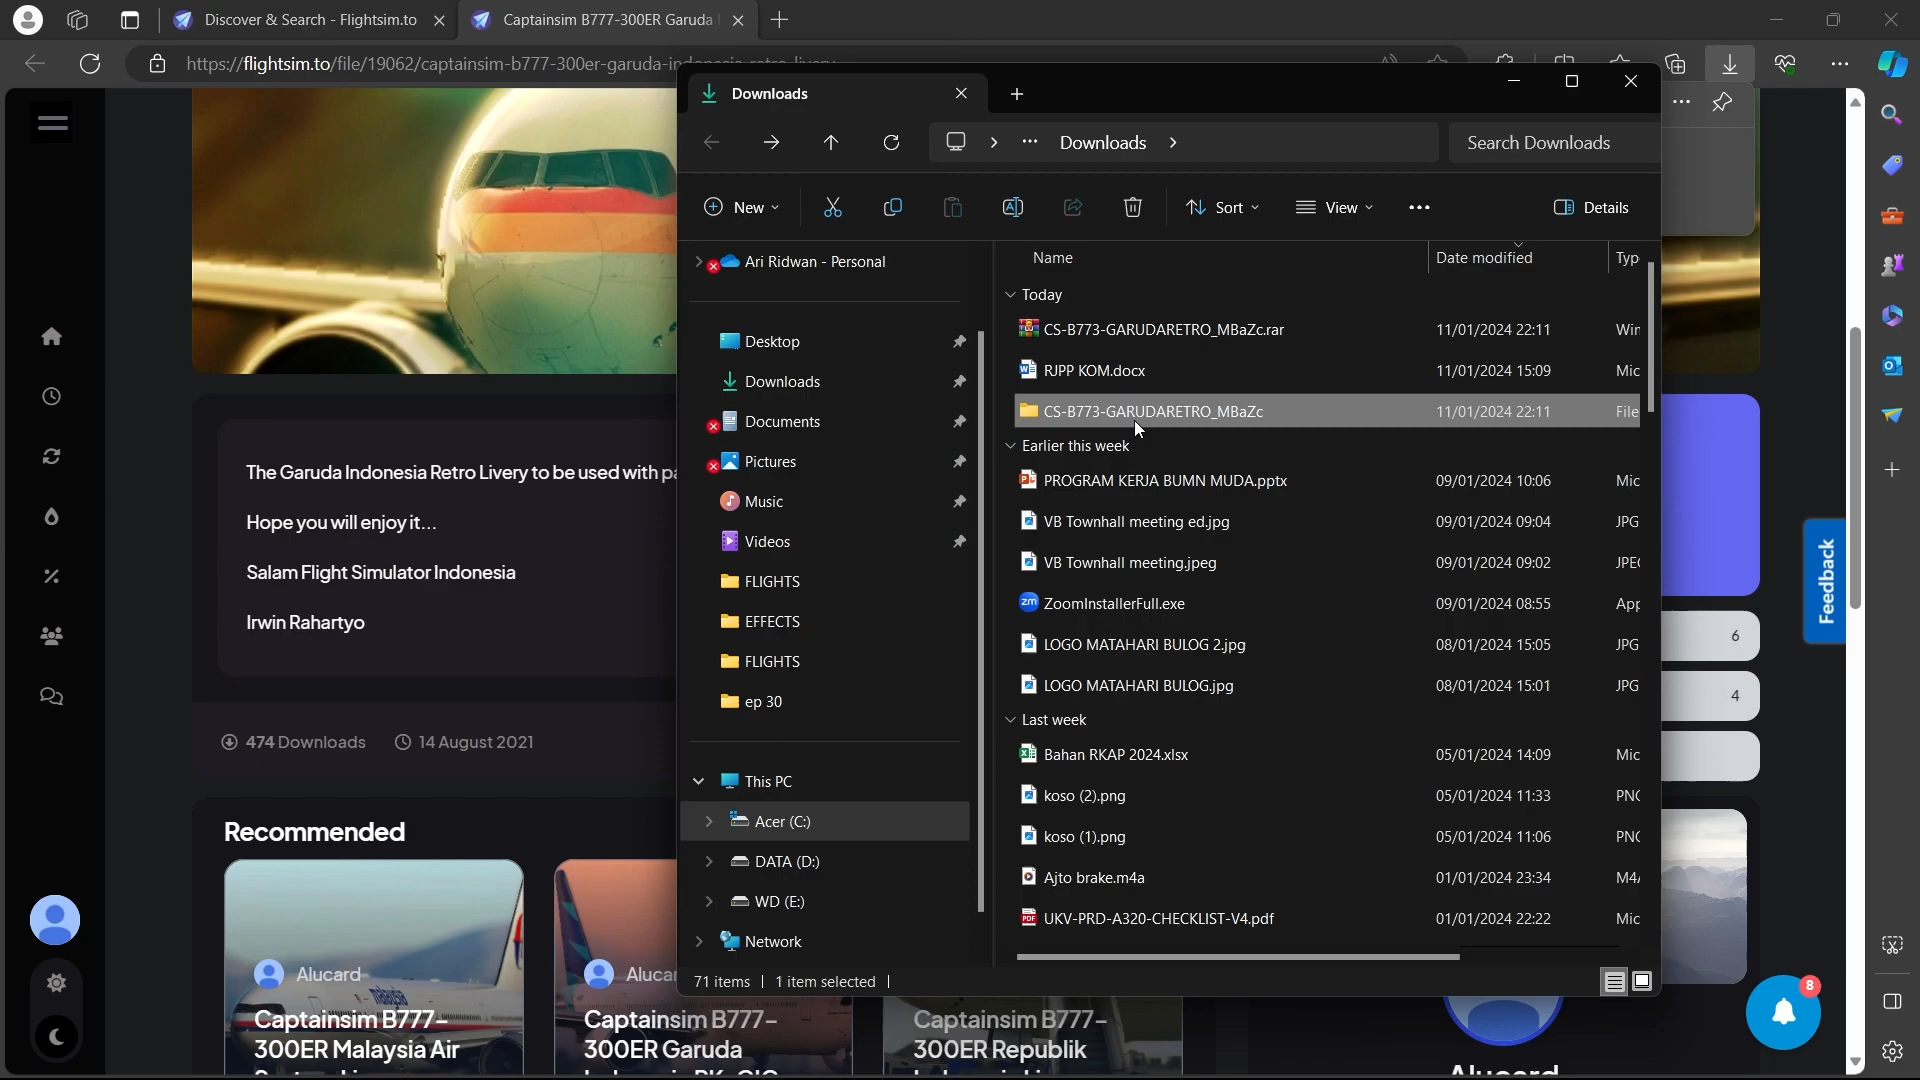 Discover & Search - Flightsim.to
Captainsim B777-300ER Garuda
https://flightsim.to/file/19062/captainsim-b777-300er-garuda-indonesia-retro-livery
Downloads
Downloads
Search Downloads
New
Sort
View
Details
Ari Ridwan - Personal
Desktop
Downloads
Documents
Pictures
Music
Videos
FLIGHTS
EFFECTS
FLIGHTS
ep 30
This PC
Acer (C:)
DATA (D:)
WD (E:)
Network
Name Date modified Typ
Today
CS-B773-GARUDARETRO_MBaZc.rar 11/01/2024 22:11 Win
RJPP KOM.docx 11/01/2024 15:09 Mic
CS-B773-GARUDARETRO_MBaZc 11/01/2024 22:11 File
Earlier this week
PROGRAM KERJA BUMN MUDA.pptx 09/01/2024 10:06 Mic
VB Townhall meeting ed.jpg 09/01/2024 09:04 JPG
VB Townhall meeting.jpeg 09/01/2024 09:02 JPE
ZoomInstallerFull.exe 09/01/2024 08:55 App
LOGO MATAHARI BULOG 2.jpg 08/01/2024 15:05 JPG
LOGO MATAHARI BULOG.jpg 08/01/2024 15:01 JPG
Last week
Bahan RKAP 2024.xlsx 05/01/2024 14:09 Mic
koso (2).png 05/01/2024 11:33 PNG
koso (1).png 05/01/2024 11:06 PNG
Ajto brake.m4a 01/01/2024 23:34 M4A
UKV-PRD-A320-CHECKLIST-V4.pdf 01/01/2024 22:22 Mic
71 items 1 item selected
The Garuda Indonesia Retro Livery to be used with pa
Hope you will enjoy it...
Salam Flight Simulator Indonesia
Irwin Rahartyo
474 Downloads 14 August 2021
Recommended
Alucard
Captainsim B777-
300ER Malaysia Air
Alucar
Captainsim B777-
300ER Garuda
Captainsim B777-
300ER Republik
Alucard
6
4
Feedback
8